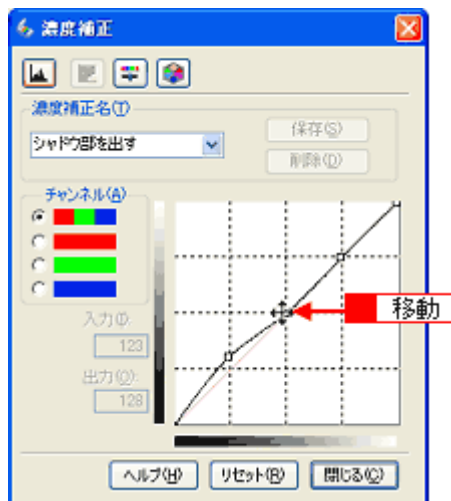 濃度補正
濃度補正名(T)
シャドウ部を出す
保存(S)
削除(D)
チャンネル(A)
入力(I):
123
出力(O):
128
移動
ヘルプ(H)
リセット(R)
閉じる(C)